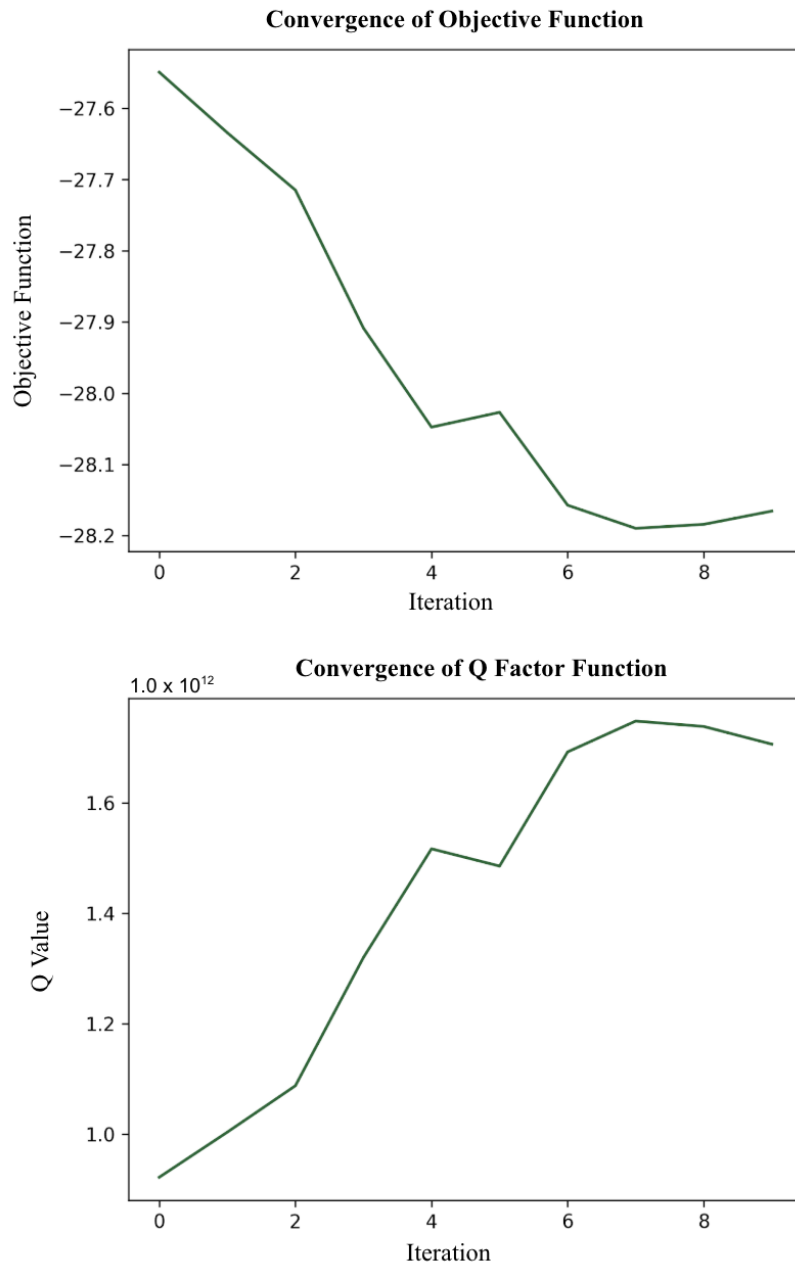 Convergence of Objective Function
−27.6
−27.7
−27.8
−27.9
−28.0
−28.1
−28.2
Objective Function
0 2 4 6 8
Iteration
Convergence of Q Factor Function
1.0 x 10¹²
1.6
1.4
1.2
1.0
Q Value
0 2 4 6 8
Iteration